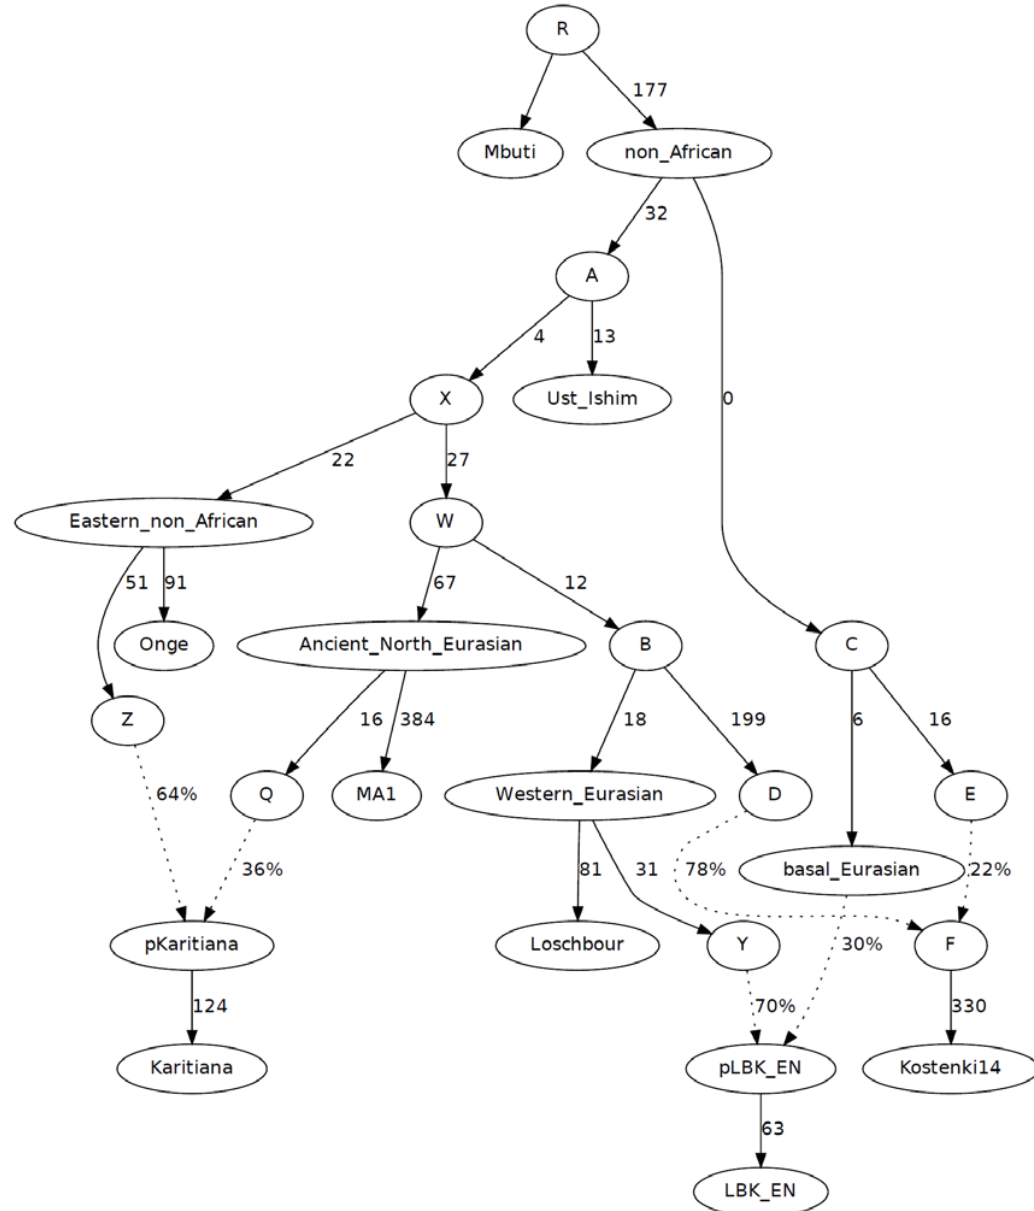 R
177
Mbuti
non_African
32
A
4
13
X
Ust_Ishim
0
22
27
Eastern_non_African
W
51
91
67
12
Onge
Ancient_North_Eurasian
B
C
Z
16
384
18
199
6
16
64%
Q
MA1
Western_Eurasian
D
E
36%
81
31
78%
basal_Eurasian
22%
pKaritiana
Loschbour
Y
30%
F
124
70%
330
Karitiana
pLBK_EN
Kostenki14
63
LBK_EN